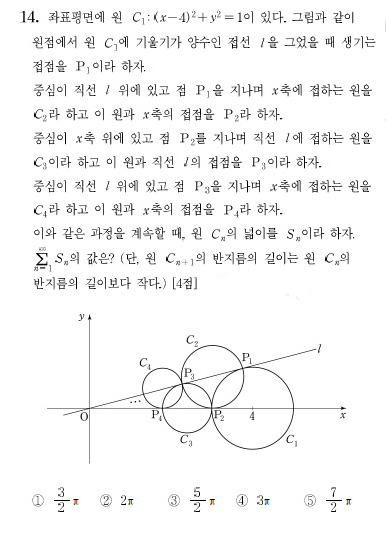 14. 좌표평면에 원 C₁:(x−4)²+y²=1이 있다. 그림과 같이
원점에서 원 C₁에 기울기가 양수인 접선 l을 그었을 때 생기는
접점을 P₁이라 하자.
중심이 직선 l 위에 있고 점 P₁을 지나며 x축에 접하는 원을
C₂라 하고 이 원과 x축의 접점을 P₂라 하자.
중심이 x축 위에 있고 점 P₂를 지나며 직선 l에 접하는 원을
C₃이라 하고 이 원과 직선 l의 접점을 P₃이라 하자.
중심이 직선 l 위에 있고 점 P₃을 지나며 x축에 접하는 원을
C₄라 하고 이 원과 x축의 접점을 P₄라 하자.
이와 같은 과정을 계속할 때, 원 Cₙ의 넓이를 Sₙ이라 하자.
∞
∑ Sₙ의 값은? (단, 원 Cₙ₊₁의 반지름의 길이는 원 Cₙ의
n=1
반지름의 길이보다 작다.) [4점]
y
C₂
P₁
l
C₄
P₃
…
O
P₄
P₂
4
x
C₃
C₁
① 3/2 π ② 2π ③ 5/2 π ④ 3π ⑤ 7/2 π